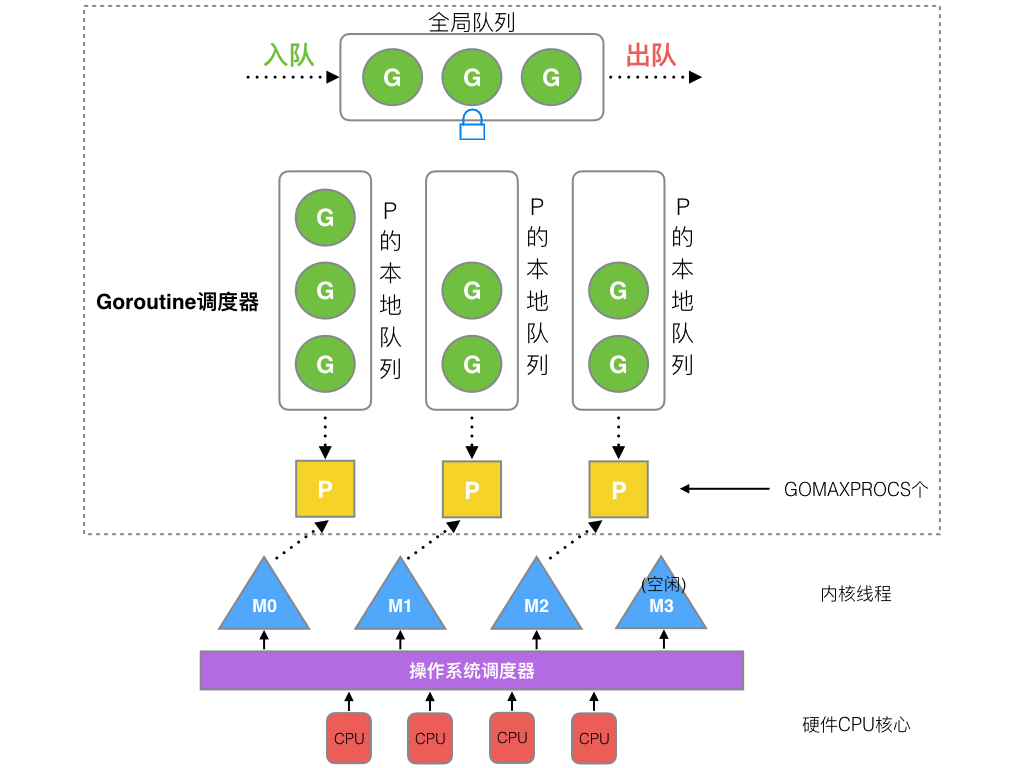 全局队列
入队
出队
G G G
G
G G G
G G G
P的本地队列
P的本地队列
P的本地队列
Goroutine调度器
P P P
GOMAXPROCS个
(空闲)
M0 M1 M2 M3
内核线程
操作系统调度器
CPU CPU CPU CPU
硬件CPU核心